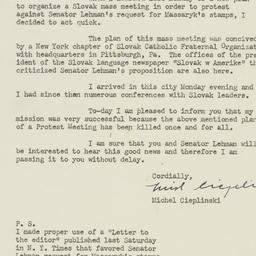 to organize a Slovak mass meeting in order to protest
against Senator Lehman's request for Massaryk's stamps, I
decided to act quick.
The plan of this mass meeting was conceived
by a New York chapter of Slovak Catholic Fraternal
with headquarters in Pittsburgh, Pa. The offices of the
ident of the Slovak language newspaper "Slovak w Amerike"
criticised Senator Lehman's proposition are also here.
I arrived in this city Monday evening and
I had since then numerous conferences with Slovak leaders.
To-day I am pleased to inform you that my
mission was very successful because the above mentioned
of a Protest Meeting has been killed once and for all.
I am sure that you and Senator Lehman will
be interested to hear this good news and therefore I am
passing it to you without delay.
Cordially,
Michel Cieplinski
P. S.
I made proper use of a "Letter to
the editor" published last Saturday
in N. Y. Times that favored Senator
Lehman request for Massaryk's stamps